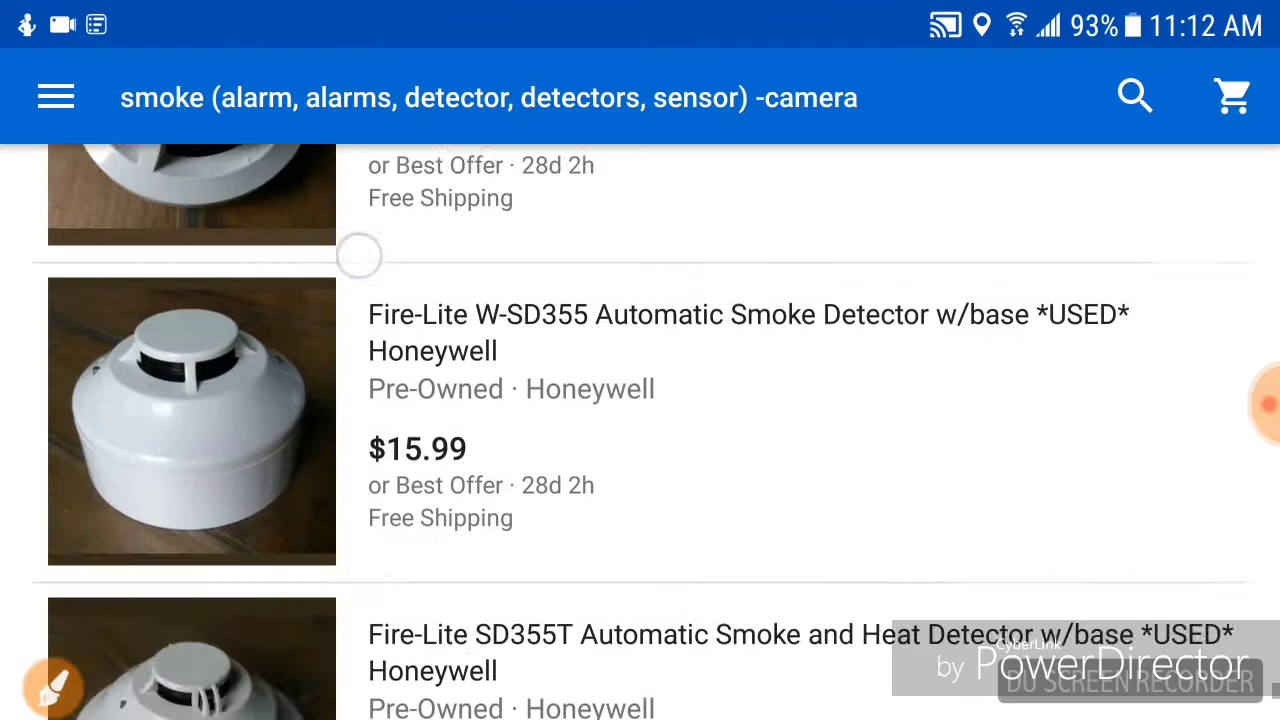 93% 11:12 AM
smoke (alarm, alarms, detector, detectors, sensor) -camera
or Best Offer · 28d 2h
Free Shipping
Fire-Lite W-SD355 Automatic Smoke Detector w/base *USED*
Honeywell
Pre-Owned · Honeywell
$15.99
or Best Offer · 28d 2h
Free Shipping
Fire-Lite SD355T Automatic Smoke and Heat Detector w/base *USED*
Honeywell
Pre-Owned · Honeywell
CyberLink
by PowerDirector
DU SCREEN RECORDER